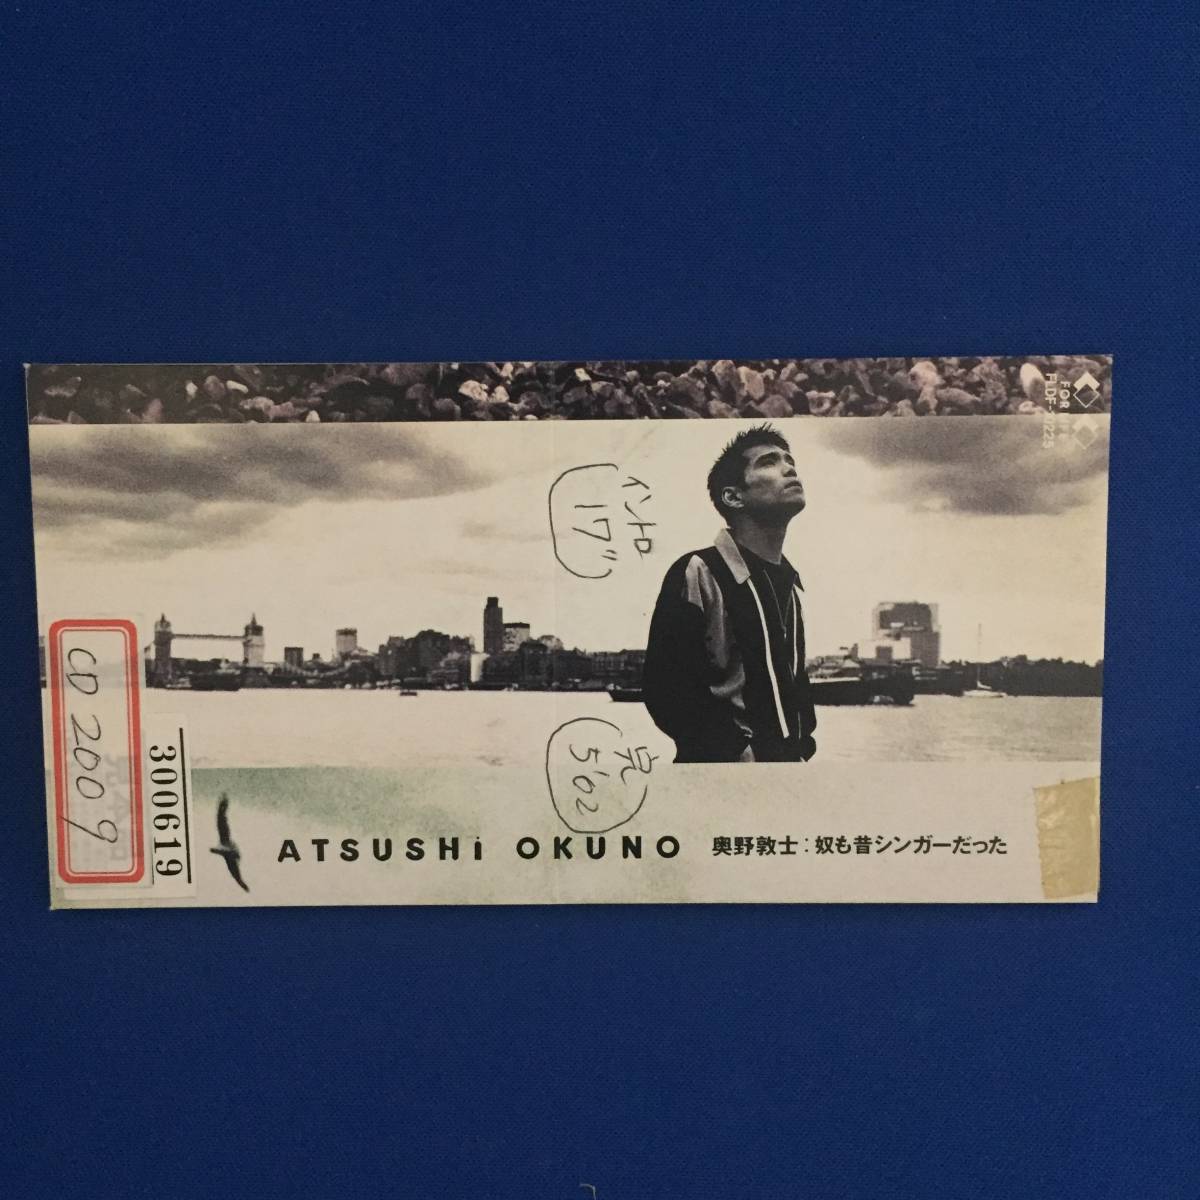 FOR LIFE
イントロ
17"
完
5'02
CD 2009
300619
ATSUSHi OKUNO 奥野敦士:奴も昔シンガーだった